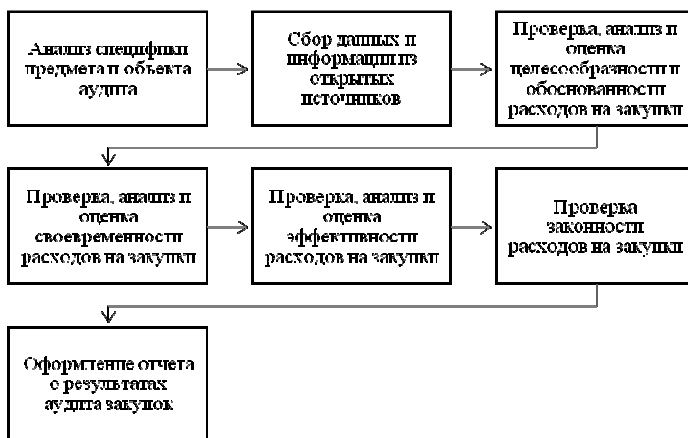 Анализ специфики
предмета и объекта
аудита
Сбор данных и
информации из
открытых
источников
Проверка, анализ и
оценка
целесообразности и
обоснованности
расходов на закупки
Проверка, анализ и
оценка
своевременности
расходов на закупки
Проверка, анализ и
оценка
эффективности
расходов на закупки
Проверка
законности
расходов на закупки
Оформление отчета
о результатах
аудита закупок